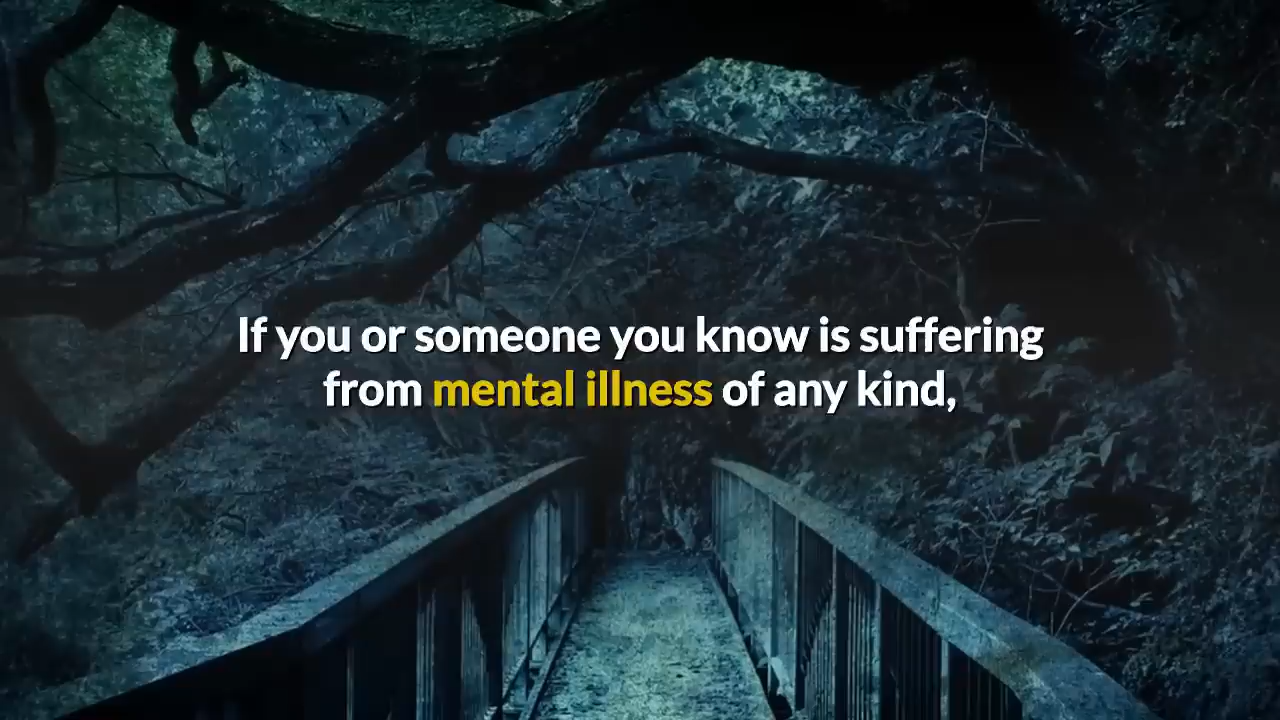 If you or someone you know is suffering
from mental illness of any kind,